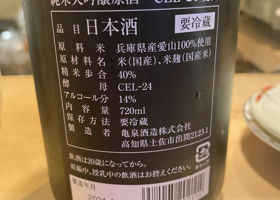 純米大吟醸原酒 CEL-24
品目 日本酒 要冷蔵
原料米 兵庫県産愛山100%使用
原材料 米(国産)、米麹(国産米)
精米歩合 40%
酵母 CEL-24
アルコール分 14%
内容量 720ml
保存方法 要冷蔵
製造者 亀泉酒造株式会社
高知県土佐市出間2123-1
飲酒は20歳になってから。
妊娠中、授乳中の飲酒はお控えください。
製造年月